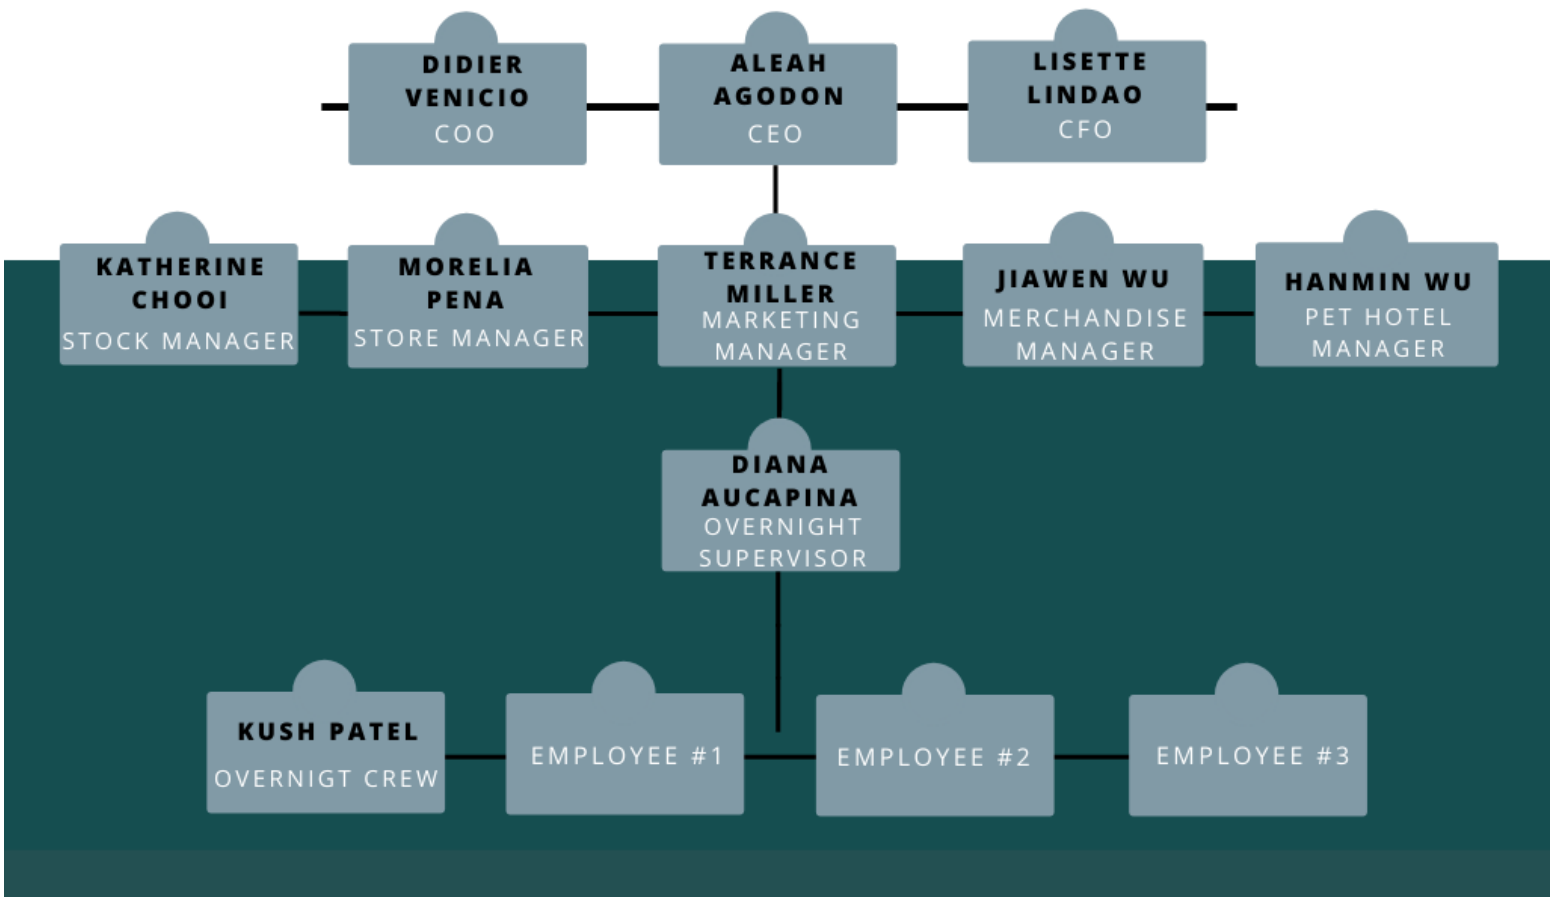 DIDIER
VENICIO
COO
ALEAH
AGODON
CEO
LISETTE
LINDAO
CFO
KATHERINE
CHOOI
STOCK MANAGER
MORELIA
PENA
STORE MANAGER
TERRANCE
MILLER
MARKETING
MANAGER
JIAWEN WU
MERCHANDISE
MANAGER
HANMIN WU
PET HOTEL
MANAGER
DIANA
AUCAPINA
OVERNIGHT
SUPERVISOR
KUSH PATEL
OVERNIGT CREW
EMPLOYEE #1
EMPLOYEE #2
EMPLOYEE #3